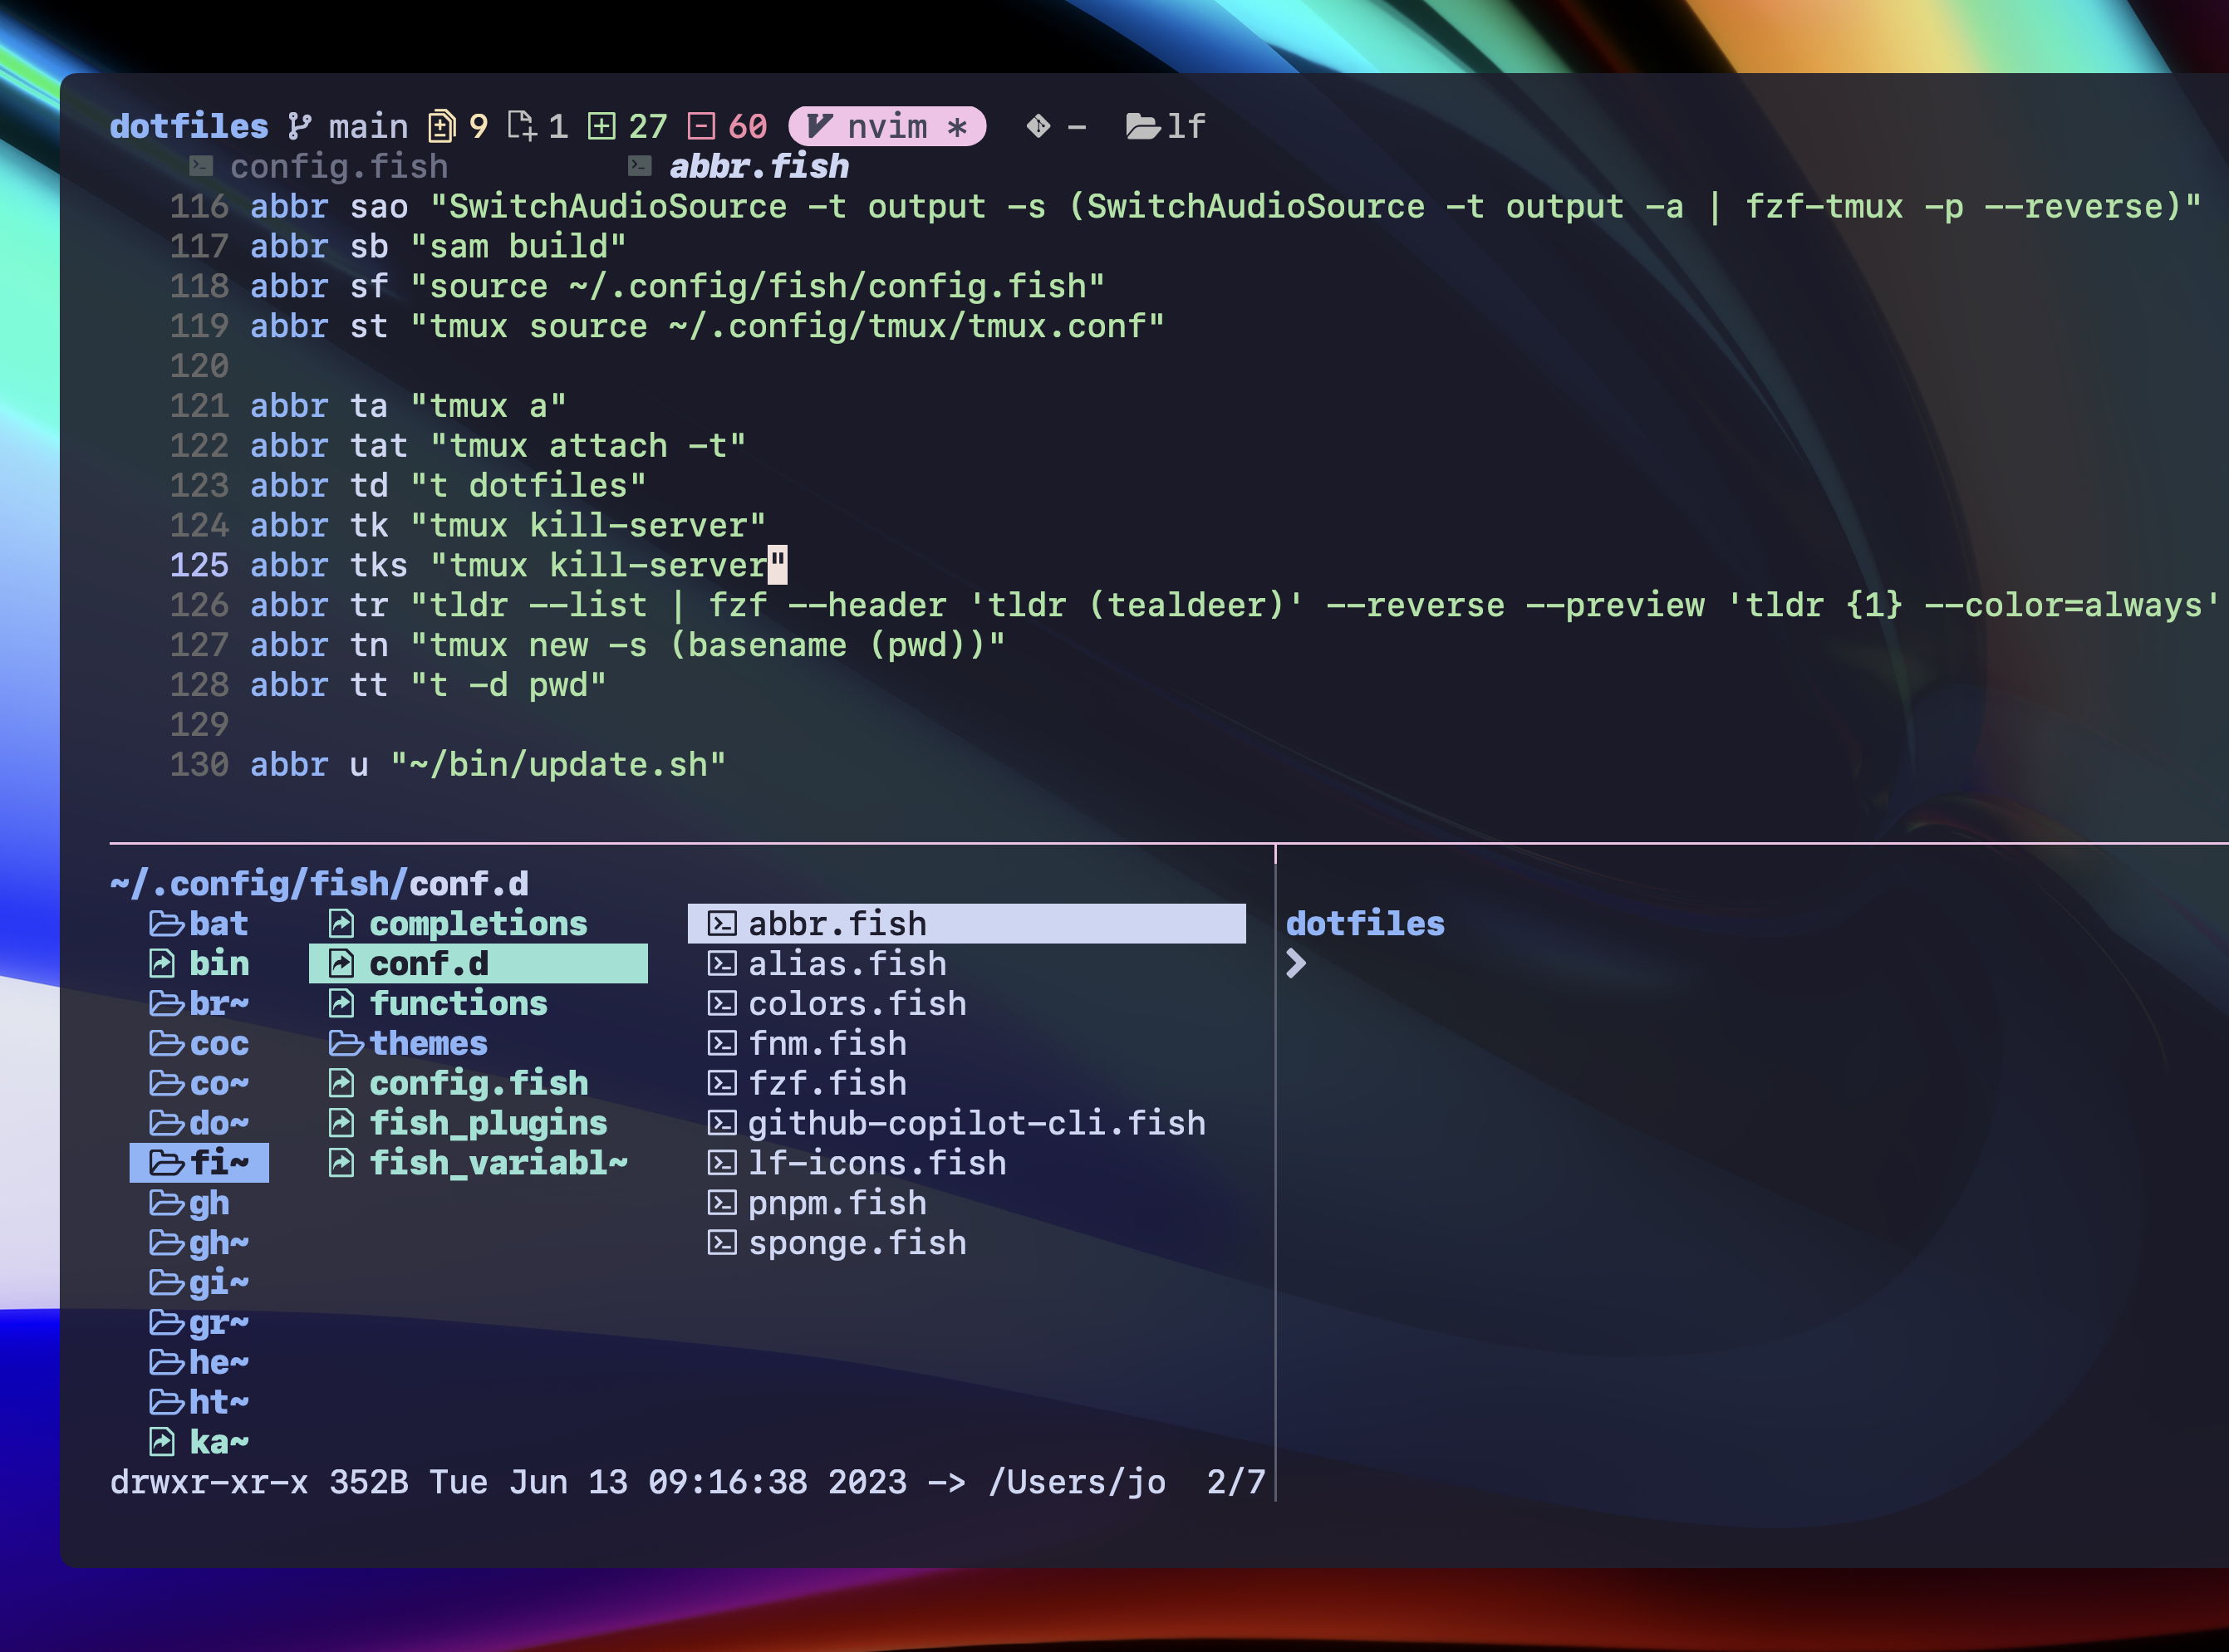 dotfiles main 9 1 27 60 nvim * - lf
config.fish abbr.fish
116 abbr sao "SwitchAudioSource -t output -s (SwitchAudioSource -t output -a | fzf-tmux -p --reverse)"
117 abbr sb "sam build"
118 abbr sf "source ~/.config/fish/config.fish"
119 abbr st "tmux source ~/.config/tmux/tmux.conf"
120
121 abbr ta "tmux a"
122 abbr tat "tmux attach -t"
123 abbr td "t dotfiles"
124 abbr tk "tmux kill-server"
125 abbr tks "tmux kill-server"
126 abbr tr "tldr --list | fzf --header 'tldr (tealdeer)' --reverse --preview 'tldr {1} --color=always'
127 abbr tn "tmux new -s (basename (pwd))"
128 abbr tt "t -d pwd"
129
130 abbr u "~/bin/update.sh"
~/.config/fish/conf.d
bat completions abbr.fish dotfiles
bin conf.d alias.fish ❯
br~ functions colors.fish
coc themes fnm.fish
co~ config.fish fzf.fish
do~ fish_plugins github-copilot-cli.fish
fi~ fish_variabl~ lf-icons.fish
gh pnpm.fish
gh~ sponge.fish
gi~
gr~
he~
ht~
ka~
drwxr-xr-x 352B Tue Jun 13 09:16:38 2023 -> /Users/jo 2/7